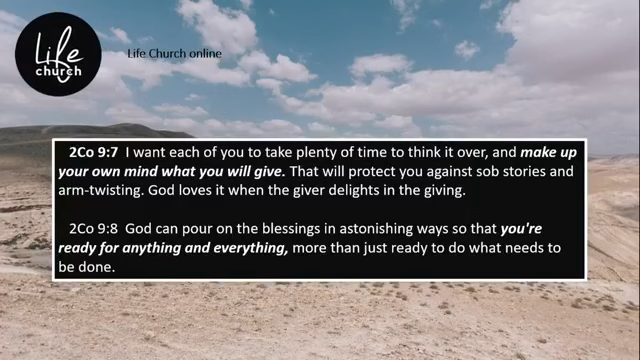 Life
church
Life Church online
2Co 9:7 I want each of you to take plenty of time to think it over, and make up
your own mind what you will give. That will protect you against sob stories and
arm-twisting. God loves it when the giver delights in the giving.
2Co 9:8 God can pour on the blessings in astonishing ways so that you're
ready for anything and everything, more than just ready to do what needs to
be done.